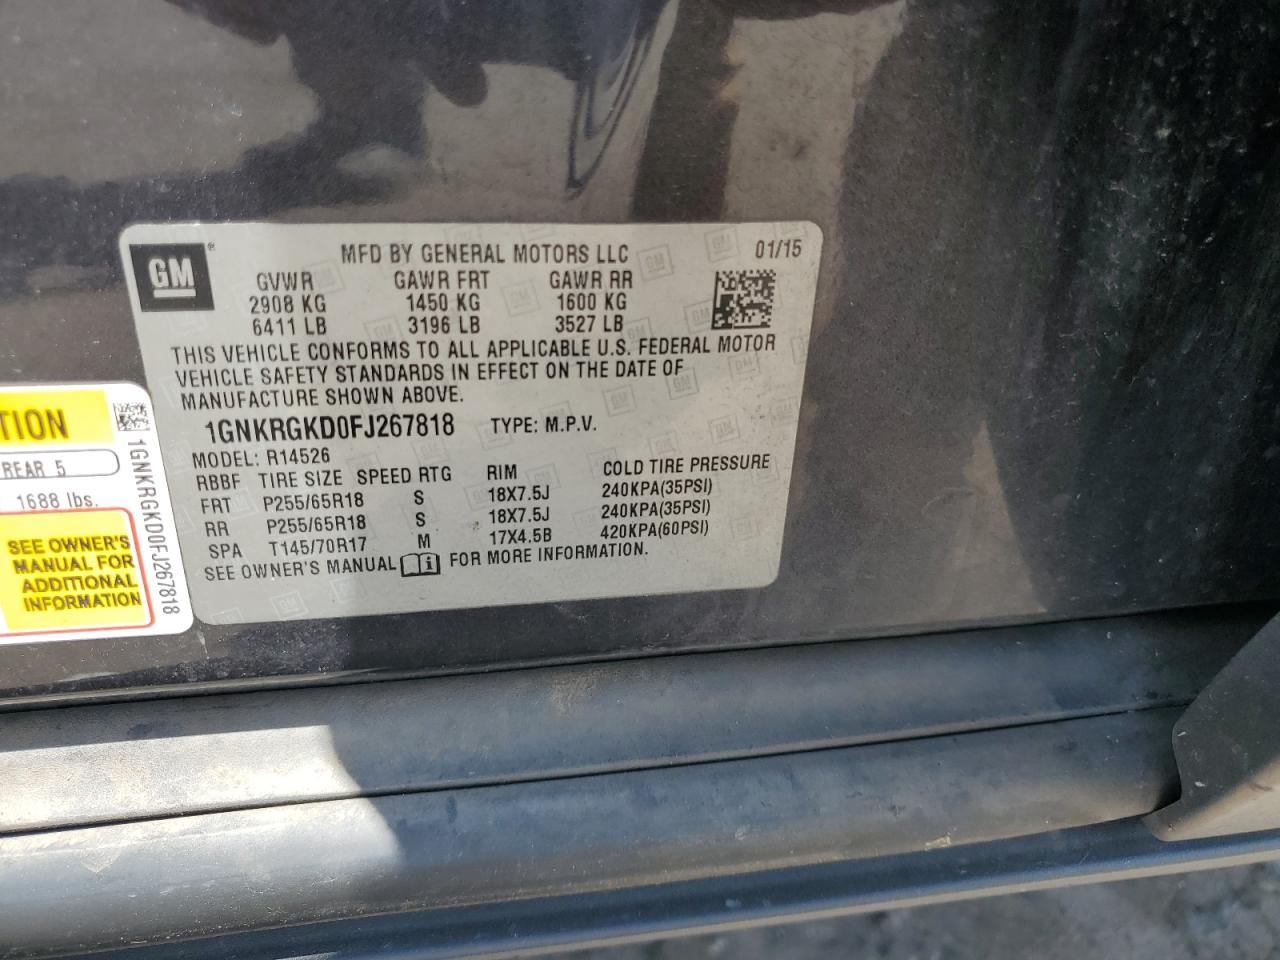 GM ®
MFD BY GENERAL MOTORS LLC 01/15
GVWR GAWR FRT GAWR RR
2908 KG 1450 KG 1600 KG
6411 LB 3196 LB 3527 LB
THIS VEHICLE CONFORMS TO ALL APPLICABLE U.S. FEDERAL MOTOR
VEHICLE SAFETY STANDARDS IN EFFECT ON THE DATE OF
MANUFACTURE SHOWN ABOVE.
1GNKRGKD0FJ267818 TYPE: M.P.V.
MODEL: R14526
RBBF TIRE SIZE SPEED RTG RIM COLD TIRE PRESSURE
FRT P255/65R18 S 18X7.5J 240KPA(35PSI)
RR P255/65R18 S 18X7.5J 240KPA(35PSI)
SPA T145/70R17 M 17X4.5B 420KPA(60PSI)
SEE OWNER'S MANUAL FOR MORE INFORMATION.
TION
REAR 5
1688 lbs.
SEE OWNER'S
MANUAL FOR
ADDITIONAL
INFORMATION
1GNKRGKD0FJ267818